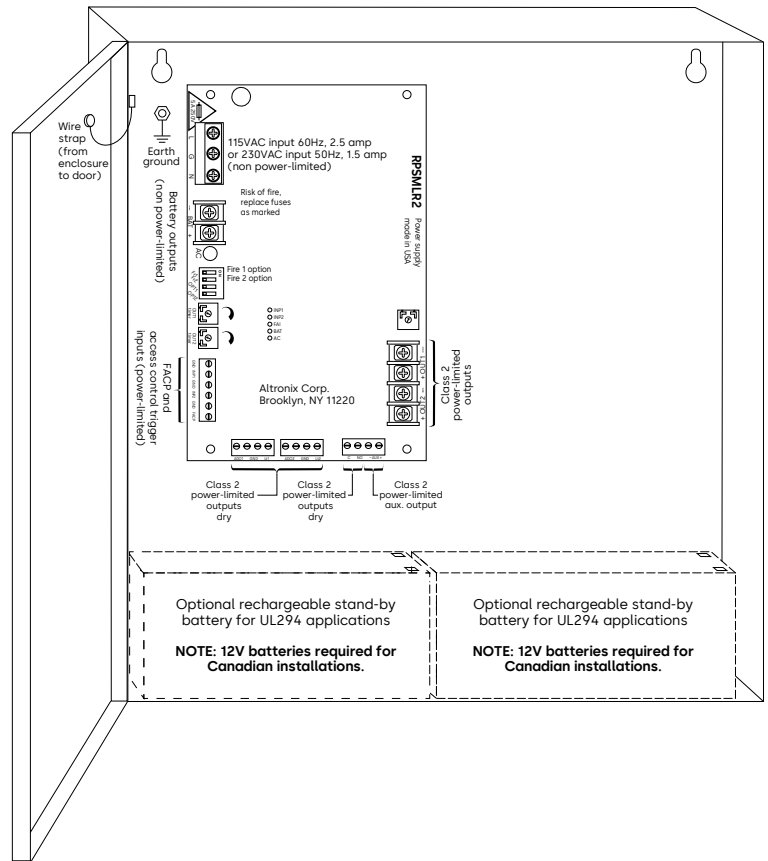 Wire
strap
(from
enclosure
to door)
Earth
ground
L
G
N
115VAC input 60Hz, 2.5 amp
or 230VAC input 50Hz, 1.5 amp
(non power-limited)
RPSMLR2
Power supply
made in USA
Risk of fire,
replace fuses
as marked
Battery outputs
(non power-limited)
– BAT +
AC
Fire 1 option
Fire 2 option
INP1
INP2
FAI
BAT
AC
FACP and
access control trigger
inputs (power-limited)
Altronix Corp.
Brooklyn, NY 11220
– OUT1 +
– OUT2 +
Class 2
power-limited
outputs
C NO –AUX+
Class 2
power-limited
outputs
dry
Class 2
power-limited
outputs
dry
Class 2
power-limited
aux. output
Optional rechargeable stand-by
battery for UL294 applications
NOTE: 12V batteries required for
Canadian installations.
Optional rechargeable stand-by
battery for UL294 applications
NOTE: 12V batteries required for
Canadian installations.